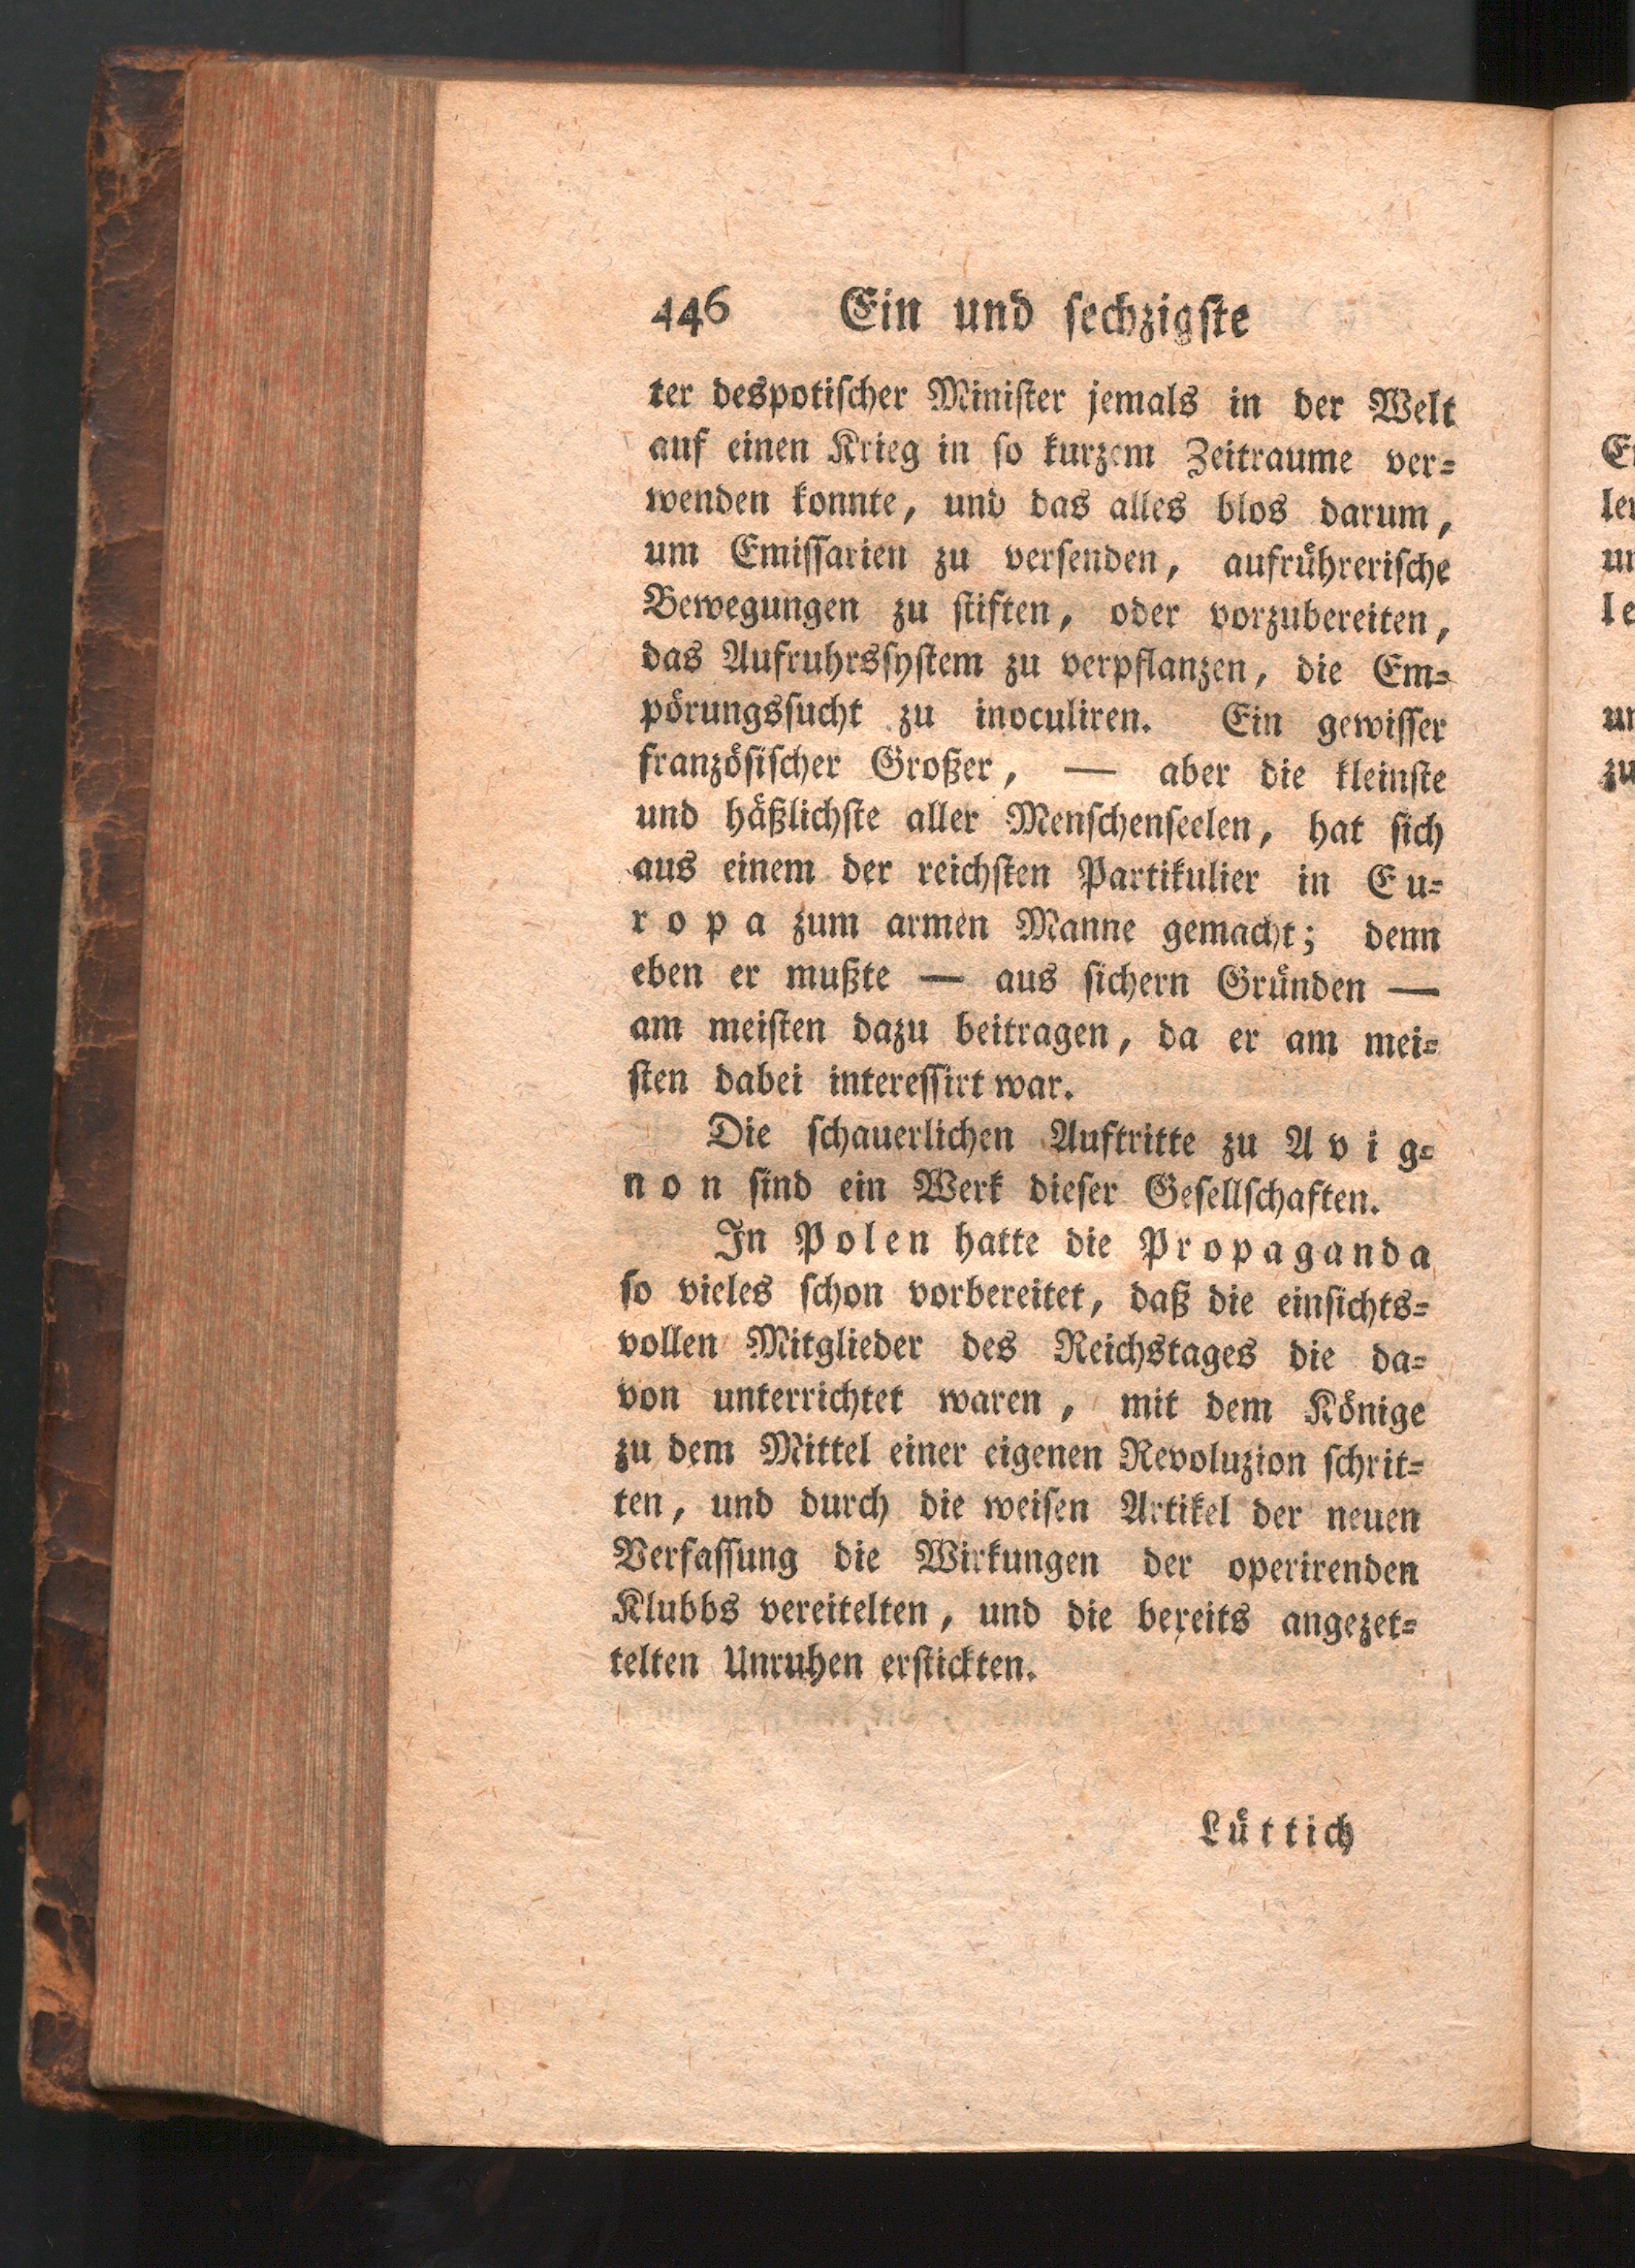 446 Ein und sechzigste
ter despotischer Minister jemals in der Welt
auf einen Krieg in so kurzem Zeitraume ver=
wenden konnte, und das alles blos darum,
um Emissarien zu versenden, aufrührerische
Bewegungen zu stiften, oder vorzubereiten,
das Aufruhrssystem zu verpflanzen, die Em=
pörungssucht zu inoculiren. Ein gewisser
französischer Großer, — aber die kleinste
und häßlichste aller Menschenseelen, hat sich
aus einem der reichsten Partikulier in Eu=
ropa zum armen Manne gemacht; denn
eben er mußte — aus sichern Gründen —
am meisten dazu beitragen, da er am mei=
sten dabei interessirt war.
Die schauerlichen Auftritte zu Avig=
non sind ein Werk dieser Gesellschaften.
In Polen hatte die Propaganda
so vieles schon vorbereitet, daß die einsichts=
vollen Mitglieder des Reichstages die da=
von unterrichtet waren, mit dem Könige
zu dem Mittel einer eigenen Revoluzion schrit=
ten, und durch die weisen Artikel der neuen
Verfassung die Wirkungen der operirenden
Klubbs vereitelten, und die bereits angezet=
telten Unruhen erstickten.
Lüttich